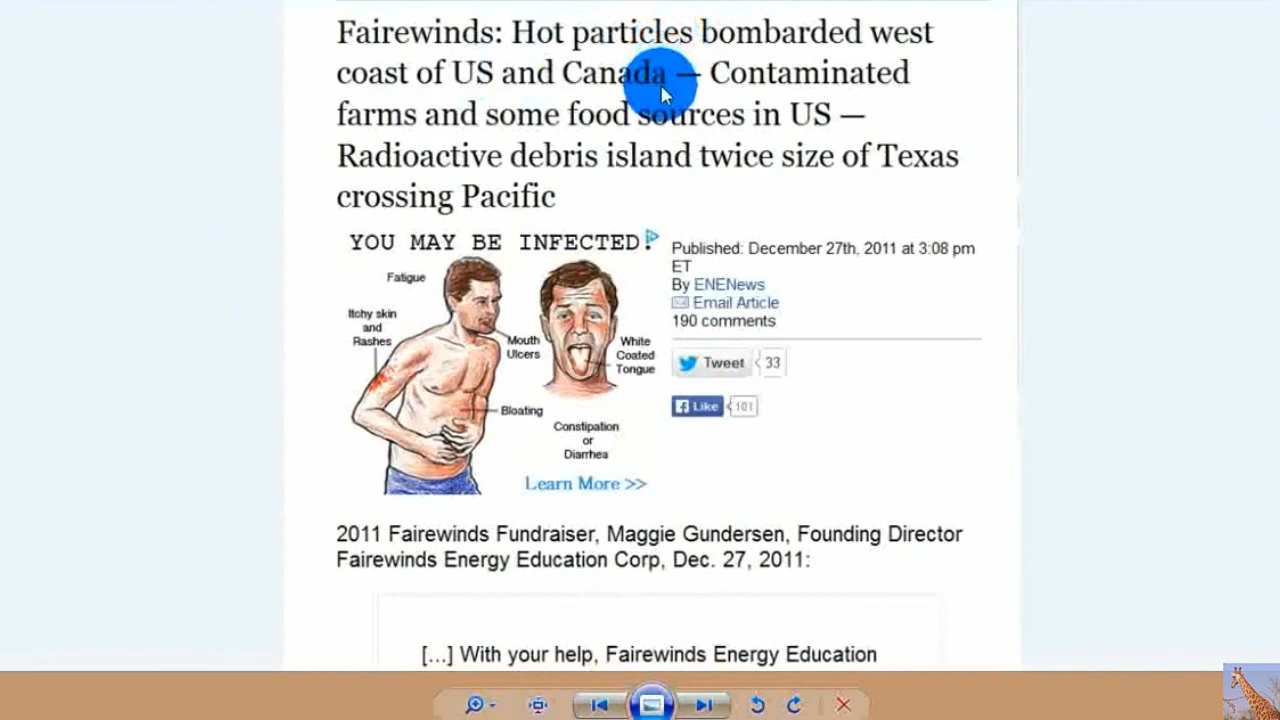 Fairewinds: Hot particles bombarded west
coast of US and Canada — Contaminated
farms and some food sources in US —
Radioactive debris island twice size of Texas
crossing Pacific
YOU MAY BE INFECTED!
Fatigue
Itchy skin
and
Rashes
Mouth
Ulcers
White
Coated
Tongue
Bloating
Constipation
or
Diarrhea
Learn More >>
Published: December 27th, 2011 at 3:08 pm
ET
By ENENews
Email Article
190 comments
Tweet 33
Like 101
2011 Fairewinds Fundraiser, Maggie Gundersen, Founding Director
Fairewinds Energy Education Corp, Dec. 27, 2011:
[...] With your help, Fairewinds Energy Education